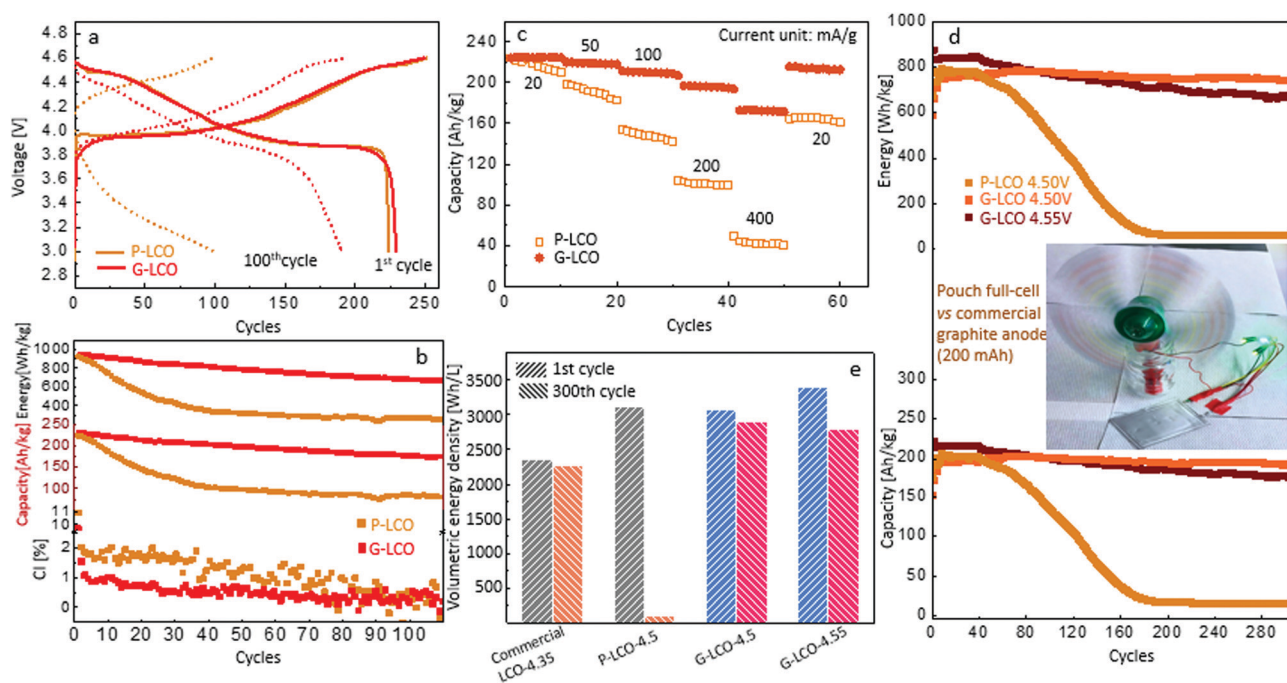 a
Voltage [V]
4.8
4.6
4.4
4.2
4.0
3.8
3.6
3.4
3.2
3.0
2.8
P-LCO
G-LCO
100th cycle
1st cycle
0 50 100 150 200 250
Cycles
b
Capacity[Ah/kg] Energy[Wh/kg]
CI [%]
1000
800
600
400
250
200
150
100
11
10
2
1
0
P-LCO
G-LCO
0 10 20 30 40 50 60 70 80 90 100
Cycles
c
Current unit: mA/g
Capacity [Ah/kg]
240
200
160
120
80
40
0
20
50
100
200
400
20
P-LCO
G-LCO
0 20 40 60
Cycles
e
Volumetric energy density [Wh/L]
3500
3000
2500
2000
1500
1000
500
1st cycle
300th cycle
Commercial
LCO-4.35
P-LCO-4.5
G-LCO-4.5
G-LCO-4.55
d
Energy [Wh/kg]
1000
800
600
400
200
0
P-LCO 4.50V
G-LCO 4.50V
G-LCO 4.55V
Pouch full-cell
vs commercial
graphite anode
(200 mAh)
Capacity [Ah/kg]
250
200
150
100
50
0
0 40 80 120 160 200 240 280
Cycles